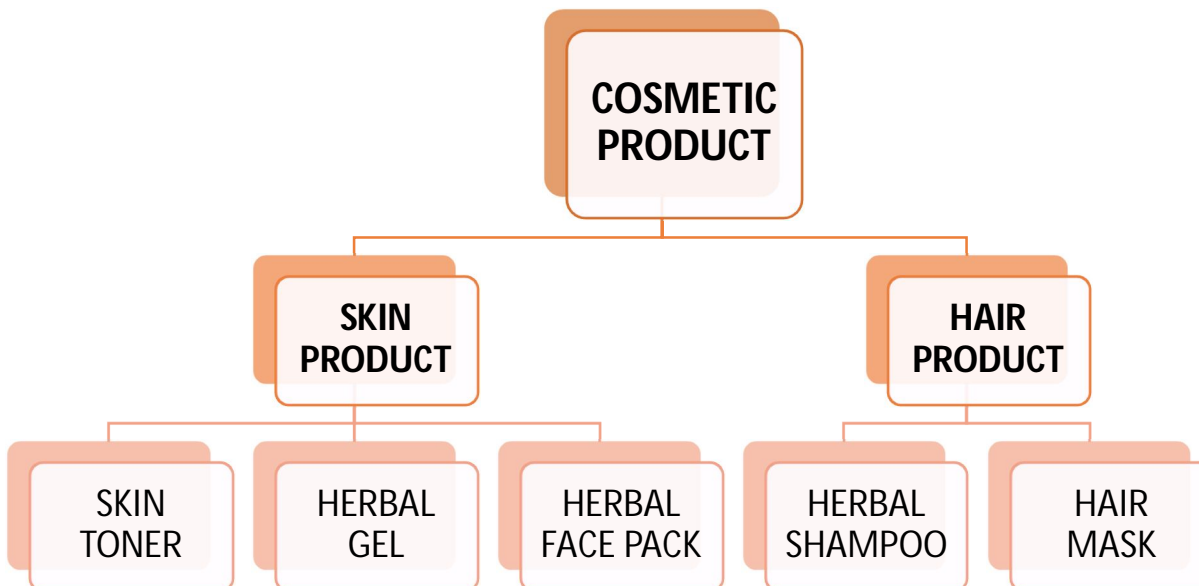 COSMETIC
PRODUCT
SKIN
PRODUCT
HAIR
PRODUCT
SKIN
TONER
HERBAL
GEL
HERBAL
FACE PACK
HERBAL
SHAMPOO
HAIR
MASK